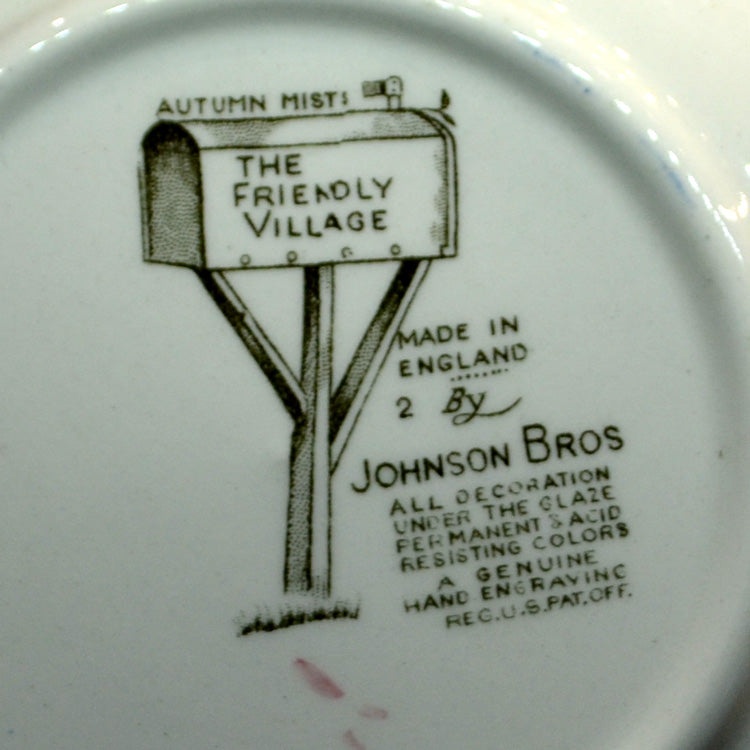 AUTUMN MISTS
THE
FRIENDLY
VILLAGE
MADE IN
ENGLAND
2 By
JOHNSON BROS
ALL DECORATION
UNDER THE GLAZE
PERMANENT & ACID
RESISTING COLORS
A GENUINE
HAND ENGRAVING
REG.U.S.PAT.OFF.